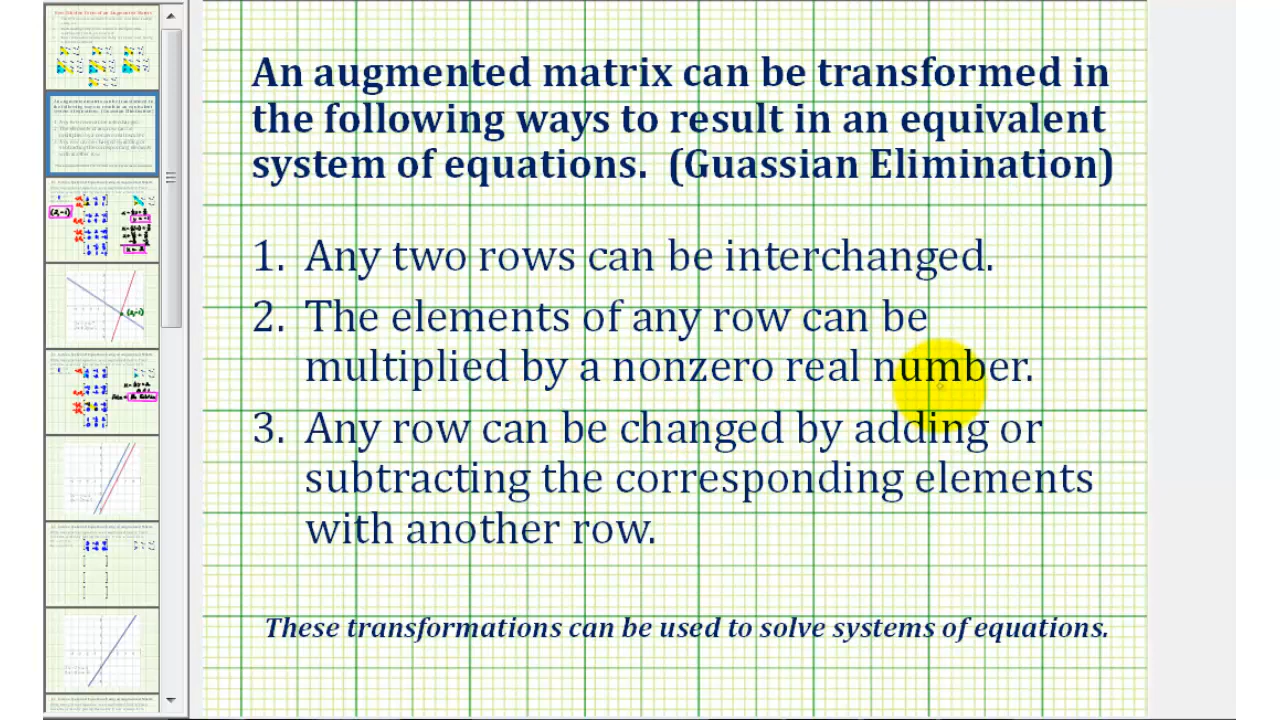 An augmented matrix can be transformed in
the following ways to result in an equivalent
system of equations.  (Guassian Elimination)
1. Any two rows can be interchanged.
2. The elements of any row can be
multiplied by a nonzero real number.
3. Any row can be changed by adding or
subtracting the corresponding elements
with another row.
These transformations can be used to solve systems of equations.